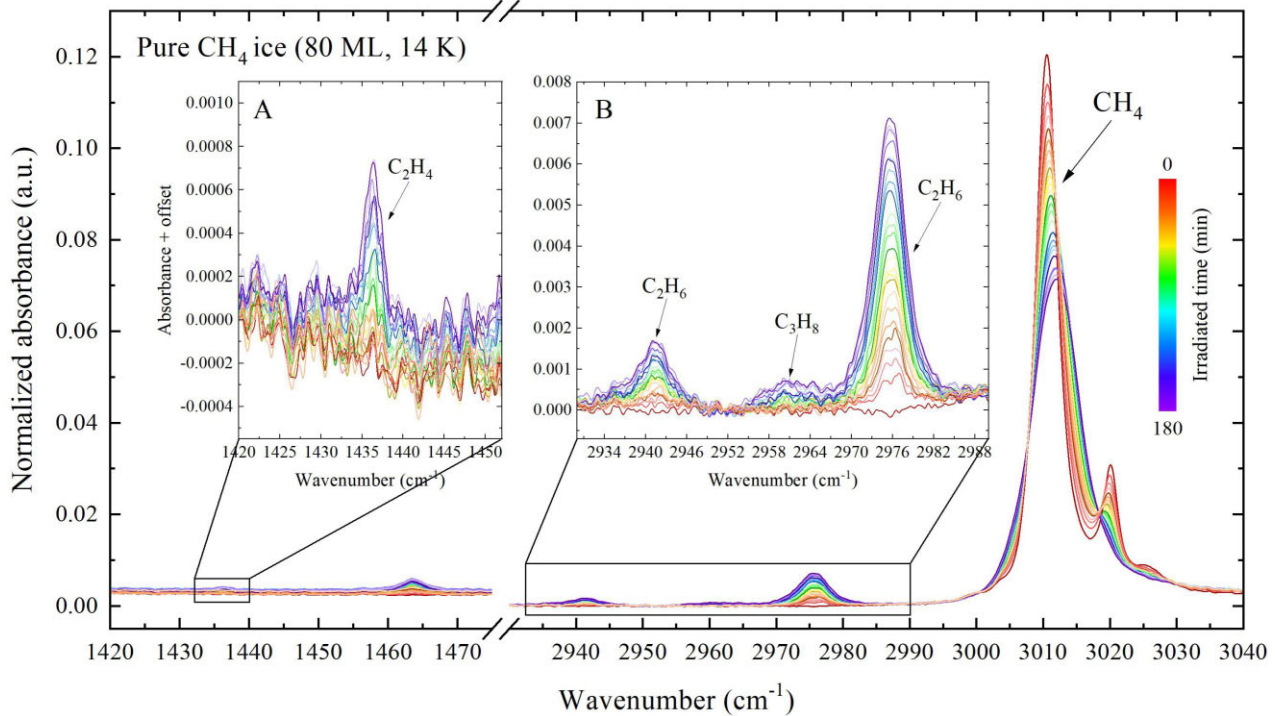 Pure CH4 ice (80 ML, 14 K)
Normalized absorbance (a.u.)
0.12
0.10
0.08
0.06
0.04
0.02
0.00
1420 1430 1440 1450 1460 1470 2940 2950 2960 2970 2980 2990 3000 3010 3020 3030 3040
Wavenumber (cm-1)
A
Absorbance + offset
0.0010
0.0008
0.0006
0.0004
0.0002
0.0000
-0.0002
-0.0004
C2H4
1420 1425 1430 1435 1440 1445 1450
Wavenumber (cm-1)
B
0.008
0.007
0.006
0.005
0.004
0.003
0.002
0.001
0.000
C2H6
C3H8
C2H6
2934 2940 2946 2952 2958 2964 2970 2976 2982 2988
Wavenumber (cm-1)
CH4
0
Irradiated time (min)
180